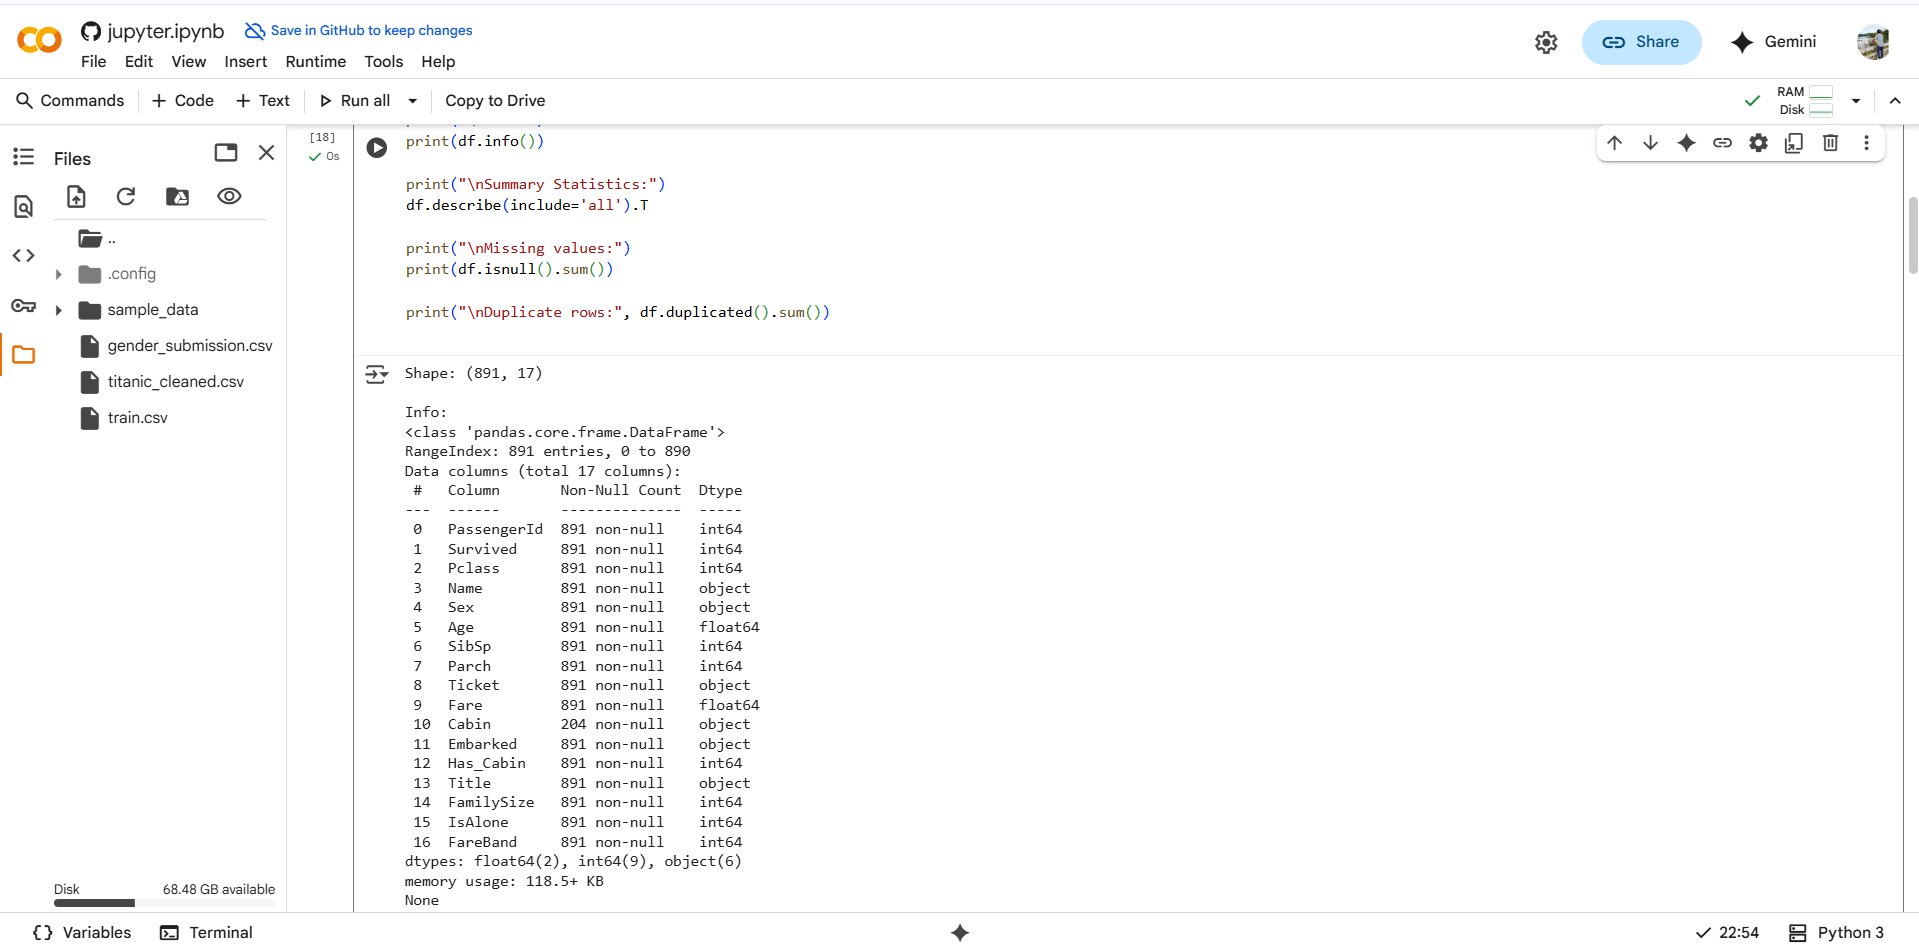 jupyter.ipynb
Save in GitHub to keep changes
File Edit View Insert Runtime Tools Help
Share
Gemini
Commands
+ Code
+ Text
Run all
Copy to Drive
RAM
Disk
Files
..
.config
sample_data
gender_submission.csv
titanic_cleaned.csv
train.csv
Disk 68.48 GB available
[18]
0s
print(df.info())
print("\nSummary Statistics:")
df.describe(include='all').T
print("\nMissing values:")
print(df.isnull().sum())
print("\nDuplicate rows:", df.duplicated().sum())
Shape: (891, 17)
Info:
<class 'pandas.core.frame.DataFrame'>
RangeIndex: 891 entries, 0 to 890
Data columns (total 17 columns):
 #   Column       Non-Null Count  Dtype
---  ------       --------------  -----
 0   PassengerId  891 non-null    int64
 1   Survived     891 non-null    int64
 2   Pclass       891 non-null    int64
 3   Name         891 non-null    object
 4   Sex          891 non-null    object
 5   Age          891 non-null    float64
 6   SibSp        891 non-null    int64
 7   Parch        891 non-null    int64
 8   Ticket       891 non-null    object
 9   Fare         891 non-null    float64
 10  Cabin        204 non-null    object
 11  Embarked     891 non-null    object
 12  Has_Cabin    891 non-null    int64
 13  Title        891 non-null    object
 14  FamilySize   891 non-null    int64
 15  IsAlone      891 non-null    int64
 16  FareBand     891 non-null    int64
dtypes: float64(2), int64(9), object(6)
memory usage: 118.5+ KB
None
Variables
Terminal
22:54
Python 3